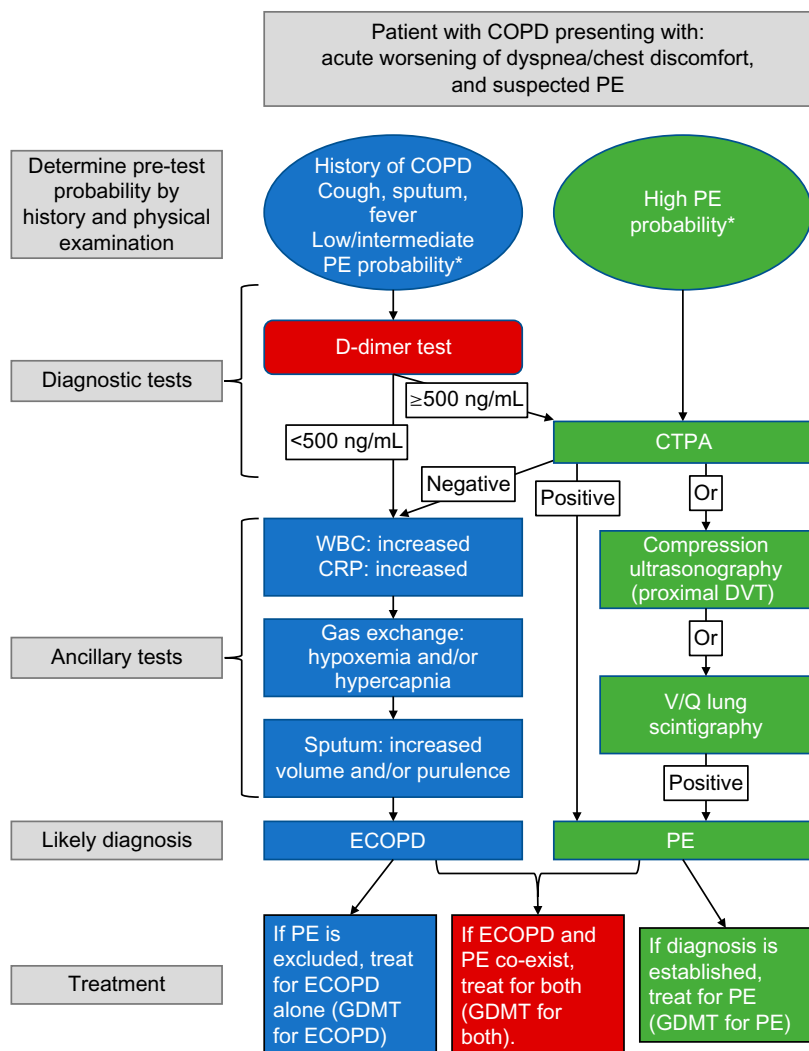 Patient with COPD presenting with:
acute worsening of dyspnea/chest discomfort,
and suspected PE
Determine pre-test
probability by
history and physical
examination
History of COPD
Cough, sputum,
fever
Low/intermediate
PE probability*
High PE
probability*
Diagnostic tests
D-dimer test
≥500 ng/mL
<500 ng/mL
CTPA
Negative
Positive
Or
Ancillary tests
WBC: increased
CRP: increased
Compression
ultrasonography
(proximal DVT)
Gas exchange:
hypoxemia and/or
hypercapnia
Or
V/Q lung
scintigraphy
Sputum: increased
volume and/or purulence
Positive
Likely diagnosis
ECOPD
PE
Treatment
If PE is
excluded, treat
for ECOPD
alone (GDMT
for ECOPD)
If ECOPD and
PE co-exist,
treat for both
(GDMT for
both).
If diagnosis is
established,
treat for PE
(GDMT for PE)